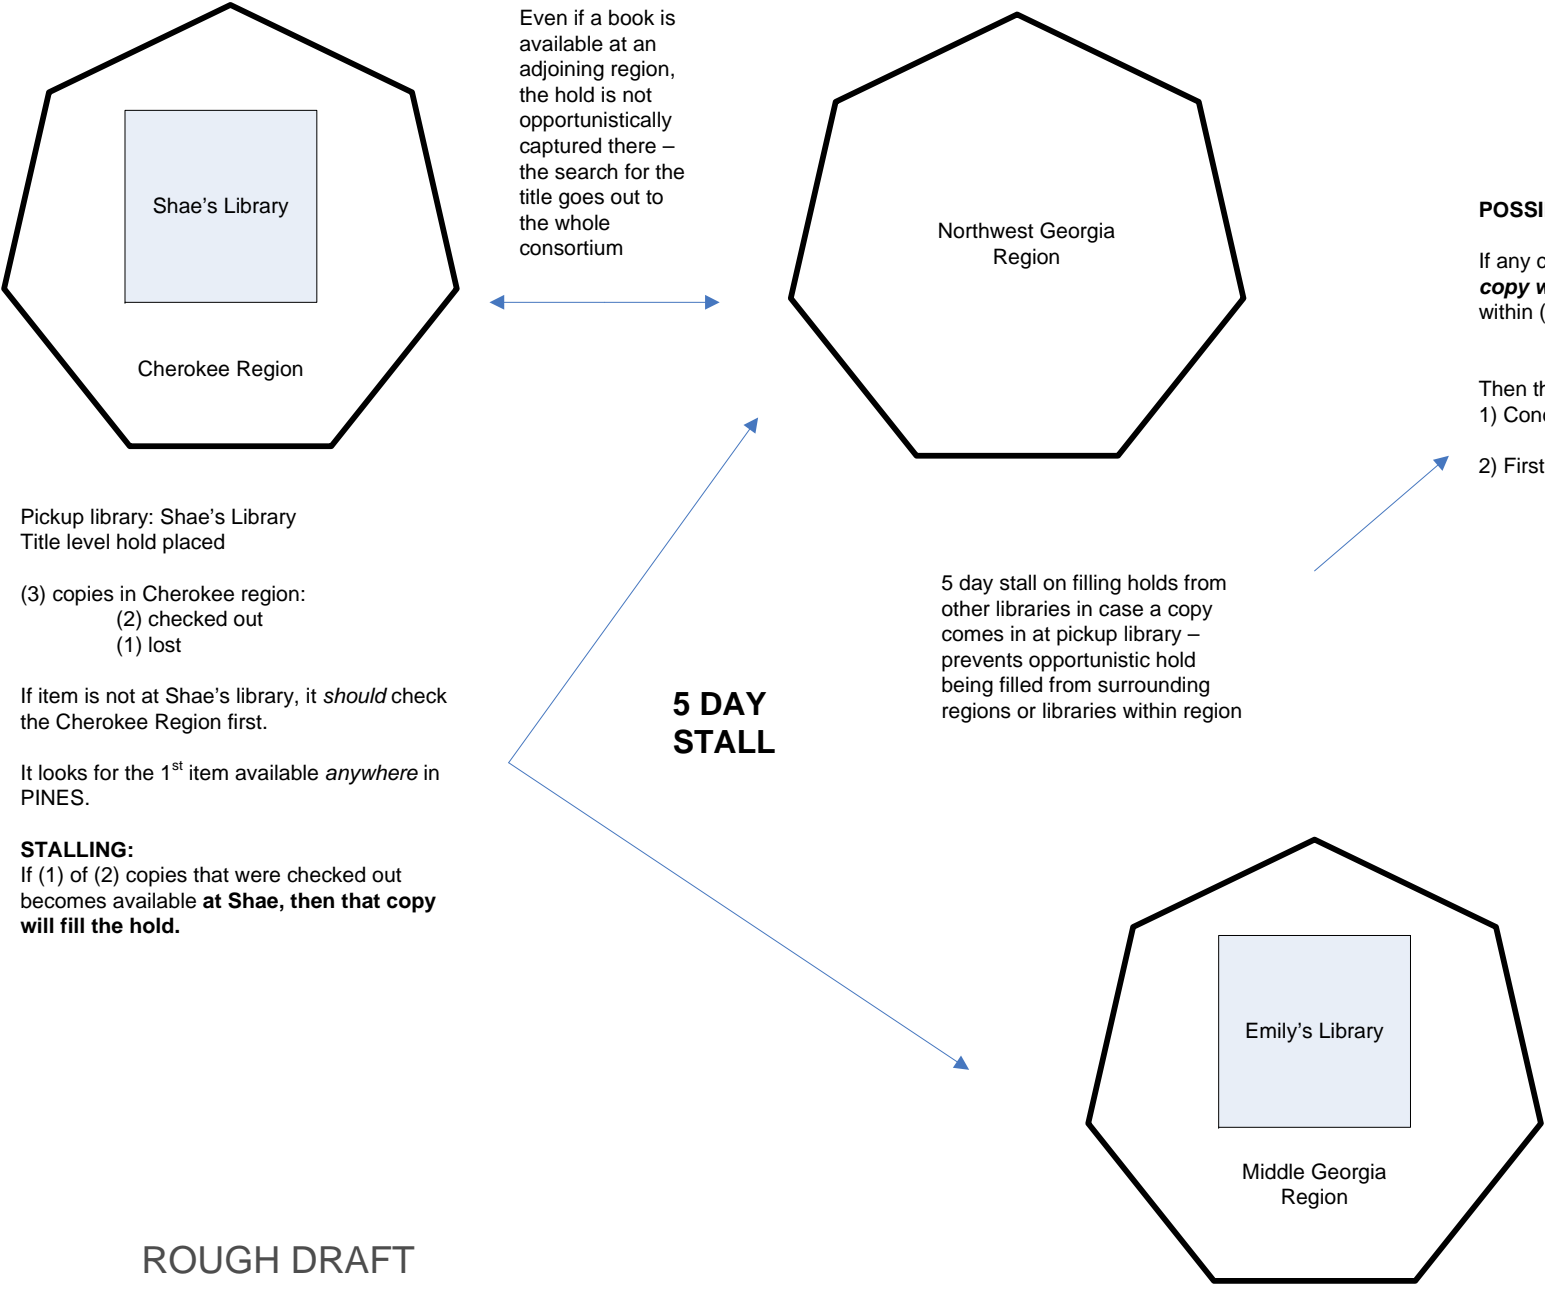 Even if a book is
available at an
adjoining region,
the hold is not
opportunistically
captured there –
the search for the
title goes out to
the whole
consortium
Shae's Library
Cherokee Region
Northwest Georgia
Region
If any
copy
within (
Then
1)
2) First
Pickup library: Shae's Library
Title level hold placed
(3) copies in Cherokee region:
(2) checked out
(1) lost
If item is not at Shae's library, it should check
the Cherokee Region first.
It looks for the 1st item available anywhere in
PINES.
STALLING:
If (1) of (2) copies that were checked out
becomes available at Shae, then that copy
will fill the hold.
5 DAY
STALL
5 day stall on filling holds from
other libraries in case a copy
comes in at pickup library –
prevents opportunistic hold
being filled from surrounding
regions or libraries within region
Emily's Library
Middle Georgia
Region
ROUGH DRAFT